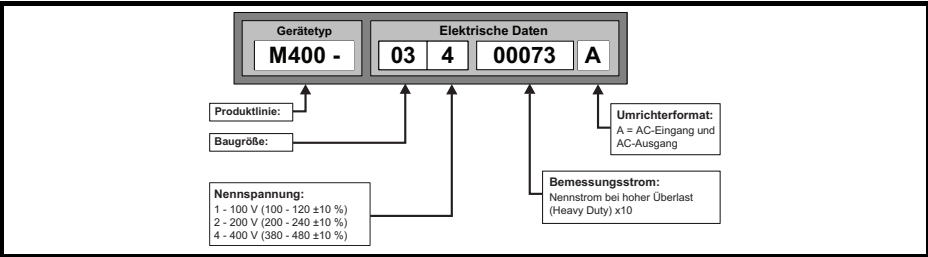 Gerätetyp
Elektrische Daten
M400 -
03 4 00073 A
Produktlinie:
Baugröße:
Nennspannung:
1 - 100 V (100 - 120 ±10 %)
2 - 200 V (200 - 240 ±10 %)
4 - 400 V (380 - 480 ±10 %)
Umrichterformat:
A = AC-Eingang und
AC-Ausgang
Bemessungsstrom:
Nennstrom bei hoher Überlast
(Heavy Duty) x10